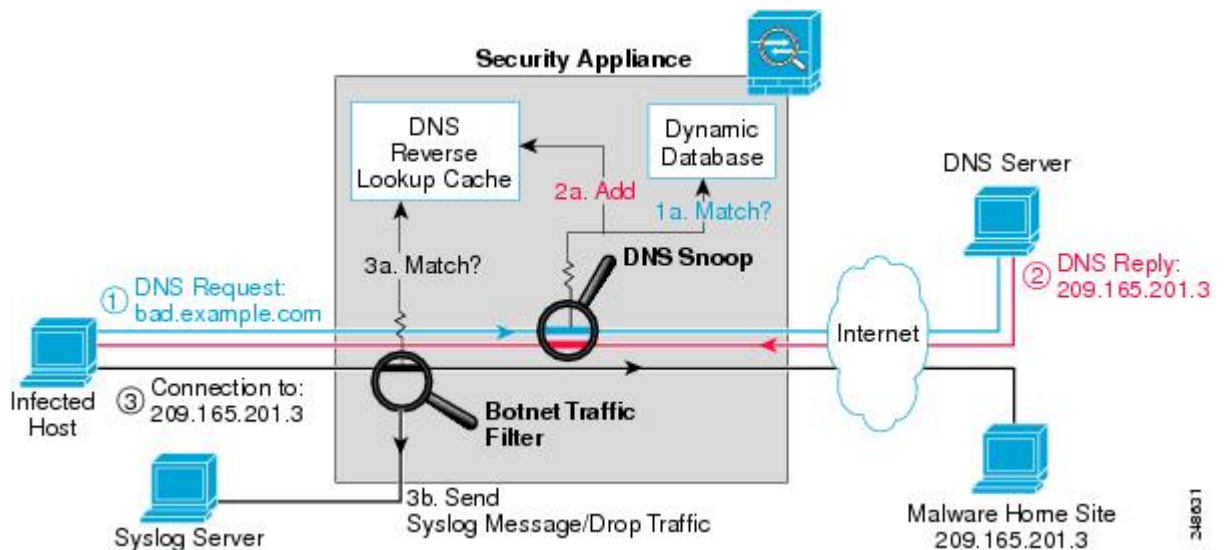 Security Appliance
DNS
Reverse
Lookup Cache
Dynamic
Database
DNS Server
2a. Add
1a. Match?
3a. Match?
DNS Snoop
① DNS Request:
bad.example.com
② DNS Reply:
209.165.201.3
Internet
Infected
Host
③ Connection to:
209.165.201.3
Botnet Traffic
Filter
3b. Send
Syslog Message/Drop Traffic
Syslog Server
Malware Home Site
209.165.201.3
248631